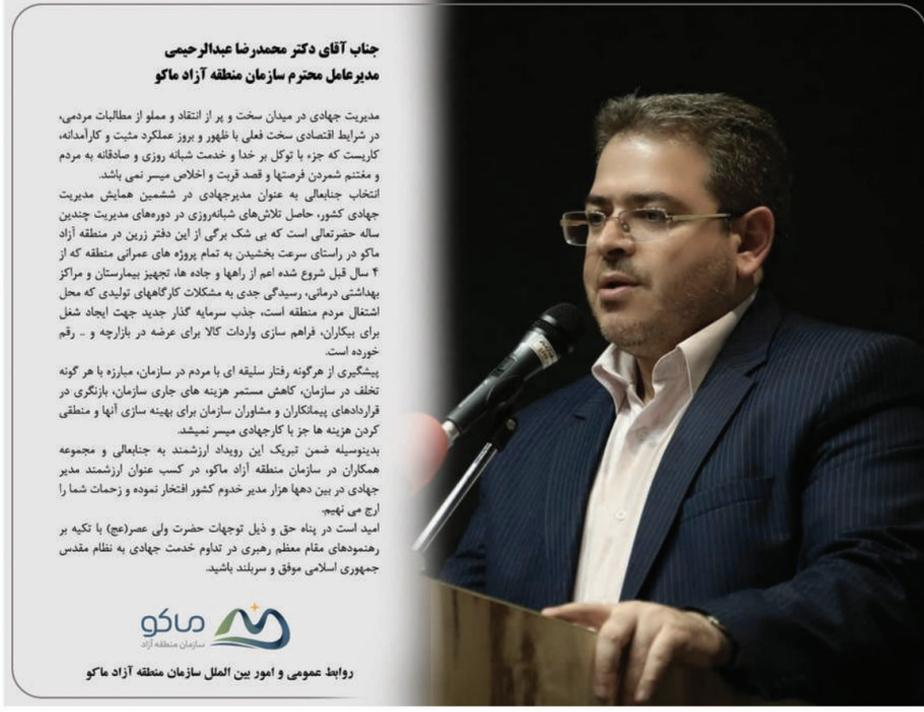 جناب آقای دکتر محمدرضا عبدالرحیمی
مدیرعامل محترم سازمان منطقه آزاد ماکو
مدیریت جهادی در میدان سخت و پر از انتقاد و مملو از مطالبات مردمی،
در شرایط اقتصادی سخت فعلی با ظهور و بروز عملکرد مثبت و کارآمدانه،
کاریست که جزء با توکل بر خدا و خدمت شبانه روزی و صادقانه به مردم
و مغتنم شمردن فرصتها و قصد قربت و اخلاص میسر نمی باشد.
انتخاب جنابعالی به عنوان مدیرجهادی در ششمین همایش مدیریت
جهادی کشور، حاصل تلاش‌های شبانه‌روزی در دوره‌های مدیریت چندین
ساله حضرتعالی است که بی شک برگی از این دفتر زرین در منطقه آزاد
ماکو در راستای سرعت بخشیدن به تمام پروژه های عمرانی منطقه که از
۴ سال قبل شروع شده اعم از راهها و جاده ها، تجهیز بیمارستان و مراکز
بهداشتی درمانی، رسیدگی جدی به مشکلات کارگاههای تولیدی که محل
اشتغال مردم منطقه است، جذب سرمایه گذار جدید جهت ایجاد شغل
برای بیکاران، فراهم سازی واردات کالا برای عرضه در بازارچه و .. رقم
خورده است.
پیشگیری از هرگونه رفتار سلیقه ای با مردم در سازمان، مبارزه با هر گونه
تخلف در سازمان، کاهش مستمر هزینه های جاری سازمان، بازنگری در
قراردادهای پیمانکاران و مشاوران سازمان برای بهینه سازی آنها و منطقی
کردن هزینه ها جز با کارجهادی میسر نمیشد.
بدینوسیله ضمن تبریک این رویداد ارزشمند به جنابعالی و مجموعه
همکاران در سازمان منطقه آزاد ماکو، در کسب عنوان ارزشمند مدیر
جهادی در بین دهها هزار مدیر خدوم کشور افتخار نموده و زحمات شما را
ارج می نهیم.
امید است در پناه حق و ذیل توجهات حضرت ولی عصر(عج) با تکیه بر
رهنمودهای مقام معظم رهبری در تداوم خدمت جهادی به نظام مقدس
جمهوری اسلامی موفق و سربلند باشید.
ماکو
سازمان منطقه آزاد
روابط عمومی و امور بین الملل سازمان منطقه آزاد ماکو